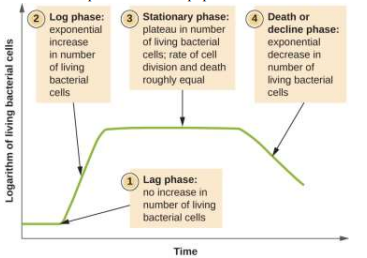 2 Log phase:
exponential
increase
in number
of living
bacterial
cells
3 Stationary phase:
plateau in number
of living bacterial
cells; rate of cell
division and death
roughly equal
4 Death or
decline phase:
exponential
decrease in
number of
living bacterial
cells
1 Lag phase:
no increase in
number of living
bacterial cells
Logarithm of living bacterial cells
Time